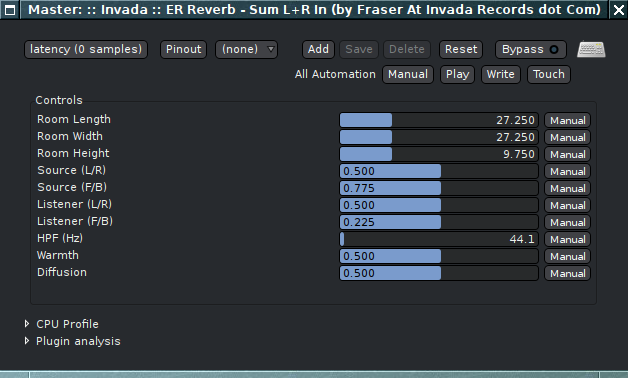 Master: :: Invada :: ER Reverb - Sum L+R In (by Fraser At Invada Records dot Com)
latency (0 samples) Pinout (none) Add Save Delete Reset Bypass
All Automation Manual Play Write Touch
Controls
Room Length 27.250 Manual
Room Width 27.250 Manual
Room Height 9.750 Manual
Source (L/R) 0.500 Manual
Source (F/B) 0.775 Manual
Listener (L/R) 0.500 Manual
Listener (F/B) 0.225 Manual
HPF (Hz) 44.1 Manual
Warmth 0.500 Manual
Diffusion 0.500 Manual
CPU Profile
Plugin analysis